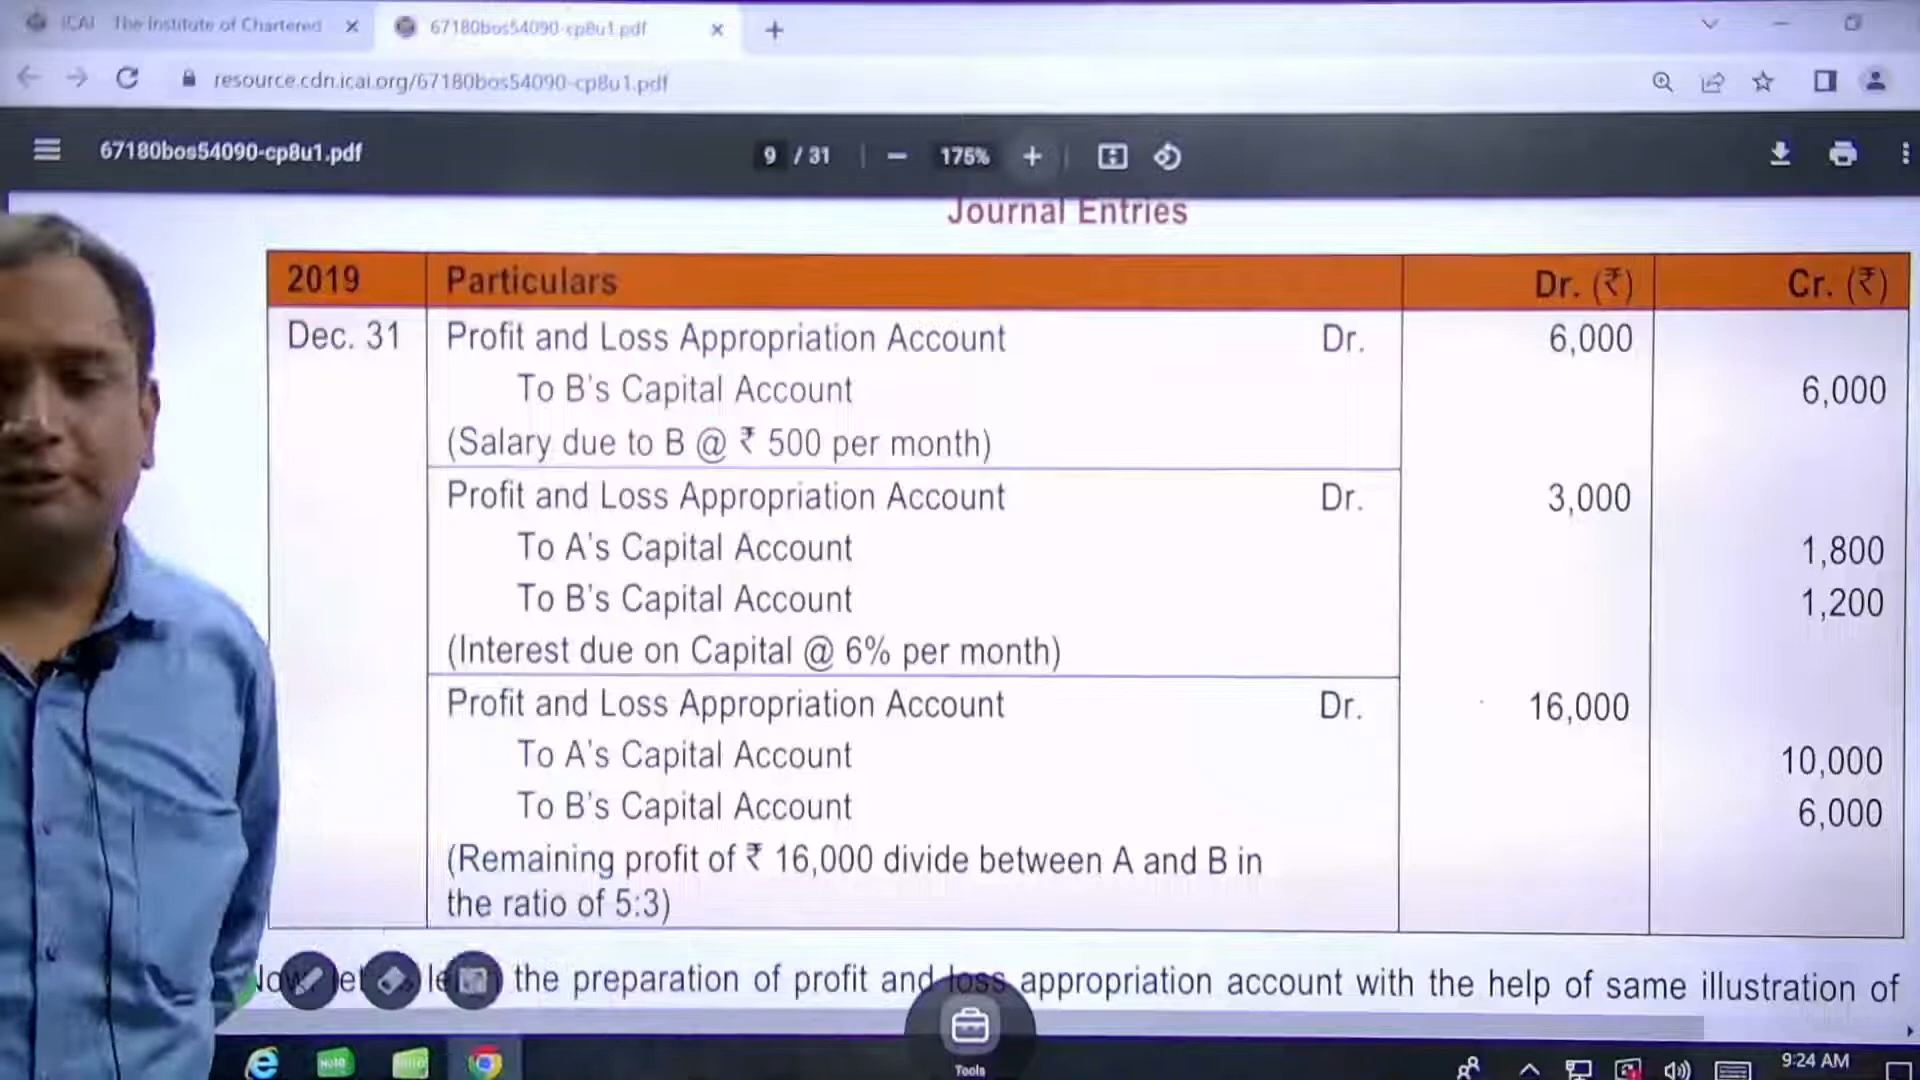 ICAI - The Institute of Chartered
67180bos54090-cp8u1.pdf
resource.cdn.icai.org/67180bos54090-cp8u1.pdf
67180bos54090-cp8u1.pdf 9 / 31 175%
Journal Entries
2019 Particulars Dr. (₹) Cr. (₹)
Dec. 31 Profit and Loss Appropriation Account Dr. 6,000
To B's Capital Account 6,000
(Salary due to B @ ₹ 500 per month)
Profit and Loss Appropriation Account Dr. 3,000
To A's Capital Account 1,800
To B's Capital Account 1,200
(Interest due on Capital @ 6% per month)
Profit and Loss Appropriation Account Dr. 16,000
To A's Capital Account 10,000
To B's Capital Account 6,000
(Remaining profit of ₹ 16,000 divide between A and B in
the ratio of 5:3)
the preparation of profit and loss appropriation account with the help of same illustration of
Tools
9:24 AM